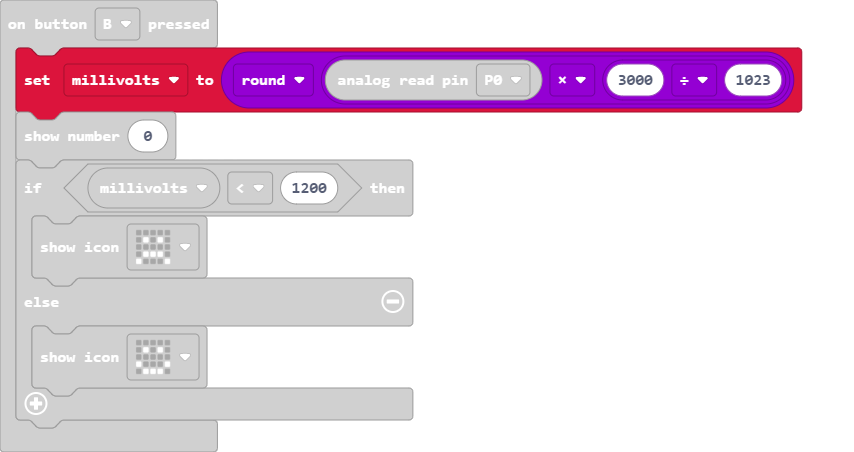 on button B pressed
set millivolts to round analog read pin P0 × 3000 ÷ 1023
show number 0
if millivolts < 1200 then
show icon
else
show icon